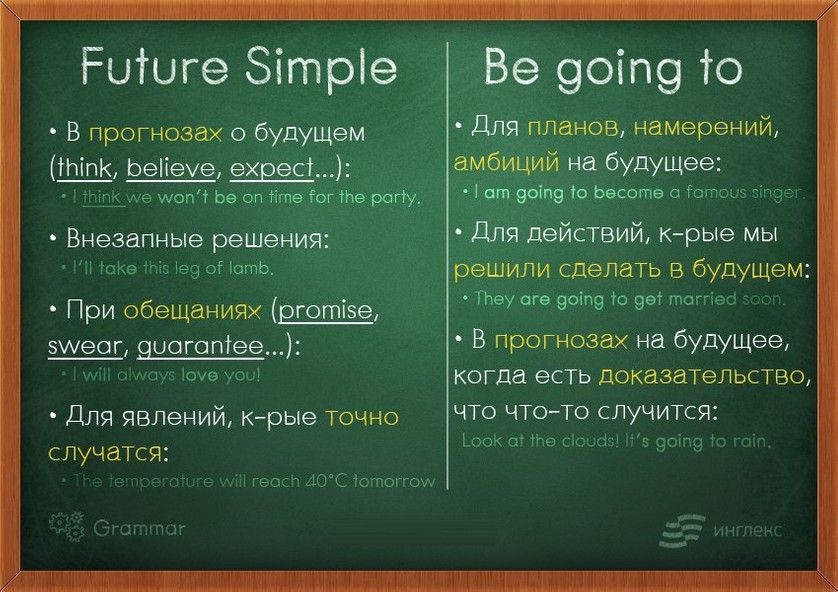 Future Simple
• В прогнозах о будущем
(think, believe, expect...):
• I think we won't be on time for the party.
• Внезапные решения:
• I'll take this leg of lamb.
• При обещаниях (promise,
swear, guarantee...):
• I will always love you!
• Для явлений, к-рые точно
случатся:
• The temperature will reach 40°C tomorrow
Grammar
Be going to
• Для планов, намерений,
амбиций на будущее:
• I am going to become a famous singer.
• Для действий, к-рые мы
решили сделать в будущем:
• They are going to get married soon.
• В прогнозах на будущее,
когда есть доказательство,
что что-то случится:
Look at the clouds! It's going to rain.
инглекс